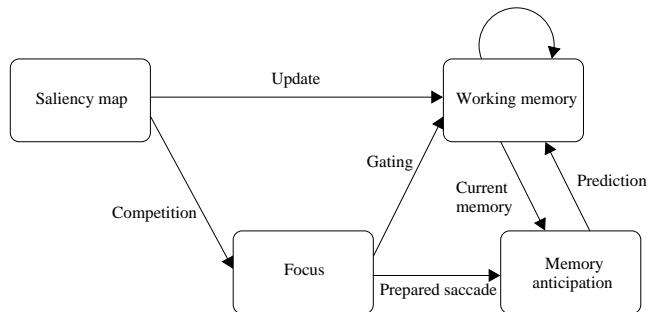 Update
Saliency map
Working memory
Gating
Prediction
Current
memory
Competition
Focus
Memory
anticipation
Prepared saccade